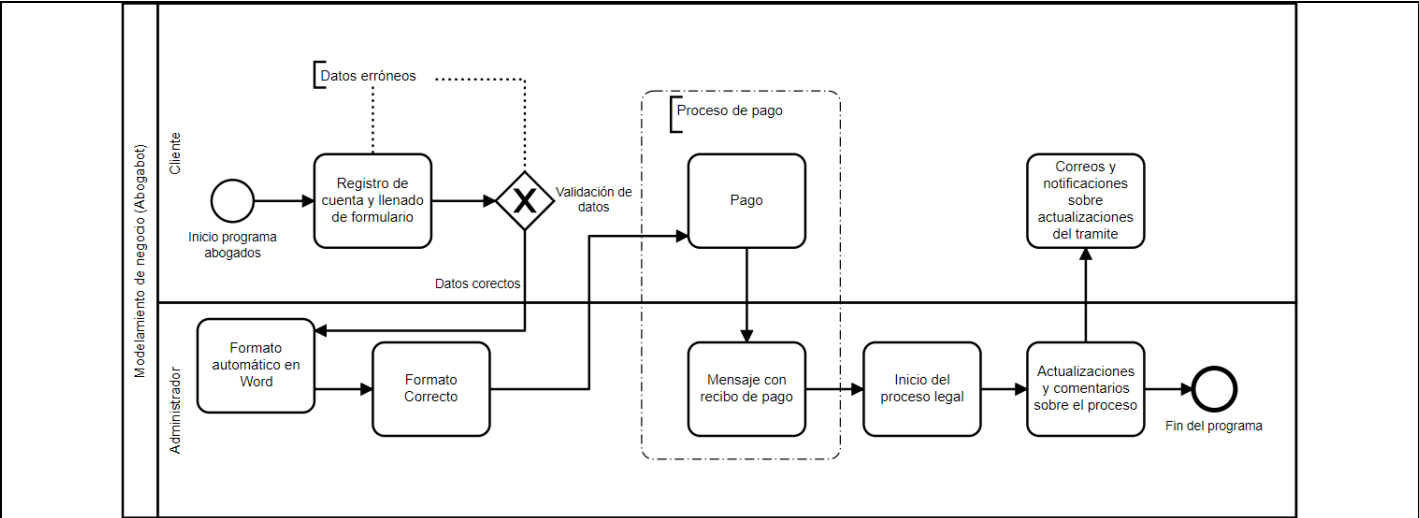 Modelamiento de negocio (Abogabot)
Cliente
Datos erróneos
Inicio programa
abogados
Registro de
cuenta y llenado
de formulario
X
Validación de
datos
Datos corectos
Proceso de pago
Pago
Correos y
notificaciones
sobre
actualizaciones
del tramite
Administrador
Formato
automático en
Word
Formato
Correcto
Mensaje con
recibo de pago
Inicio del
proceso legal
Actualizaciones
y comentarios
sobre el proceso
Fin del programa